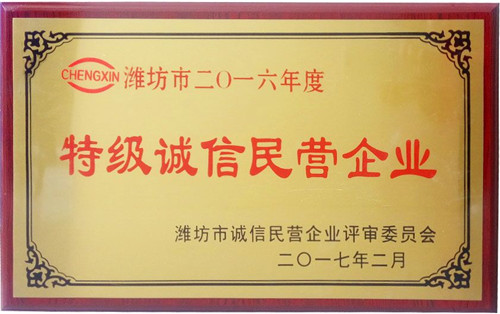 CHENGXIN 潍坊市二〇一六年度
特级诚信民营企业
潍坊市诚信民营企业评审委员会
二〇一七年二月